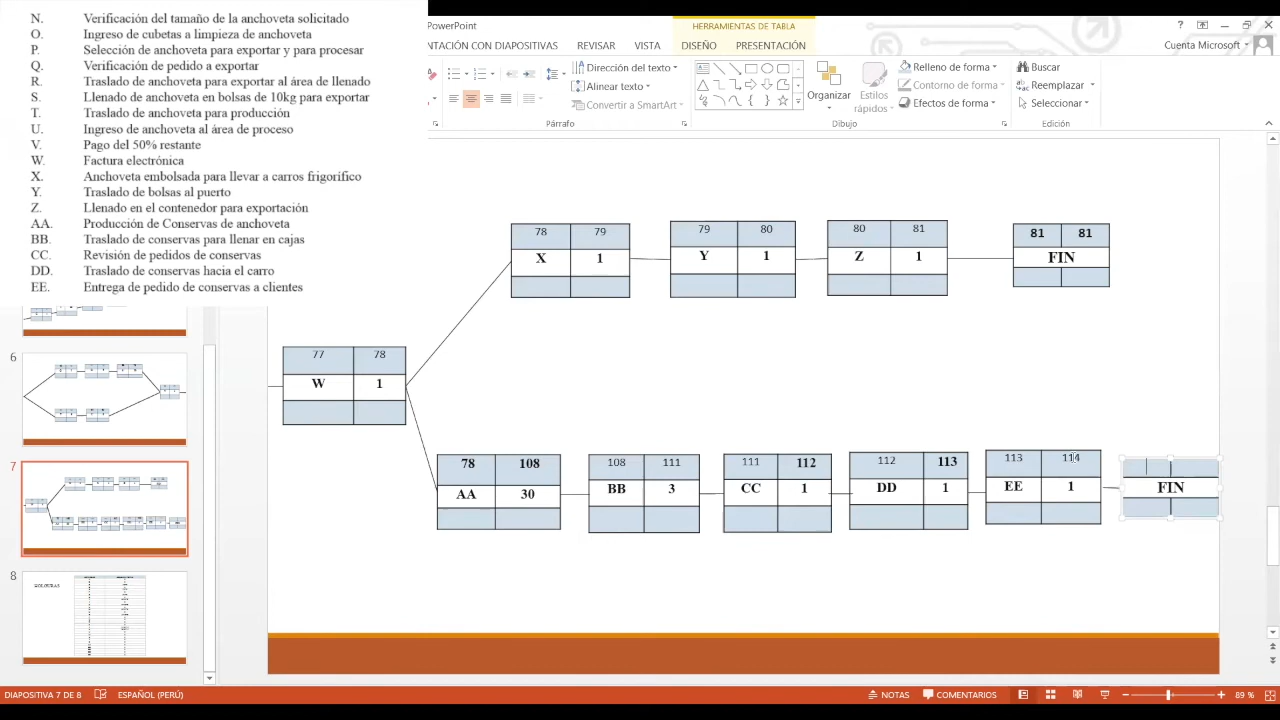 N. Verificación del tamaño de la anchoveta solicitado
O. Ingreso de cubetas a limpieza de anchoveta
P. Selección de anchoveta para exportar y para procesar
Q. Verificación de pedido a exportar
R. Traslado de anchoveta para exportar al área de llenado
S. Llenado de anchoveta en bolsas de 10kg para exportar
T. Traslado de anchoveta para producción
U. Ingreso de anchoveta al área de proceso
V. Pago del 50% restante
W. Factura electrónica
X. Anchoveta embolsada para llevar a carros frigorífico
Y. Traslado de bolsas al puerto
Z. Llenado en el contenedor para exportación
AA. Producción de Conservas de anchoveta
BB. Traslado de conservas para llenar en cajas
CC. Revisión de pedidos de conservas
DD. Traslado de conservas hacia el carro
EE. Entrega de pedido de conservas a clientes
PowerPoint
HERRAMIENTAS DE TABLA
?
NTACIÓN CON DIAPOSITIVAS REVISAR VISTA DISEÑO PRESENTACIÓN
Cuenta Microsoft
Dirección del texto
Alinear texto
Convertir a SmartArt
Párrafo
Organizar
Estilos
rápidos
Relleno de forma
Contorno de forma
Efectos de forma
Dibujo
Buscar
Reemplazar
Seleccionar
Edición
78 79
X 1
79 80
Y 1
80 81
Z 1
81 81
FIN
77 78
W 1
78 108
AA 30
108 111
BB 3
111 112
CC 1
112 113
DD 1
113 114
EE 1
FIN
6
7
8
HOLGURAS
DIAPOSITIVA 7 DE 8
ESPAÑOL (PERÚ)
NOTAS
COMENTARIOS
89 %